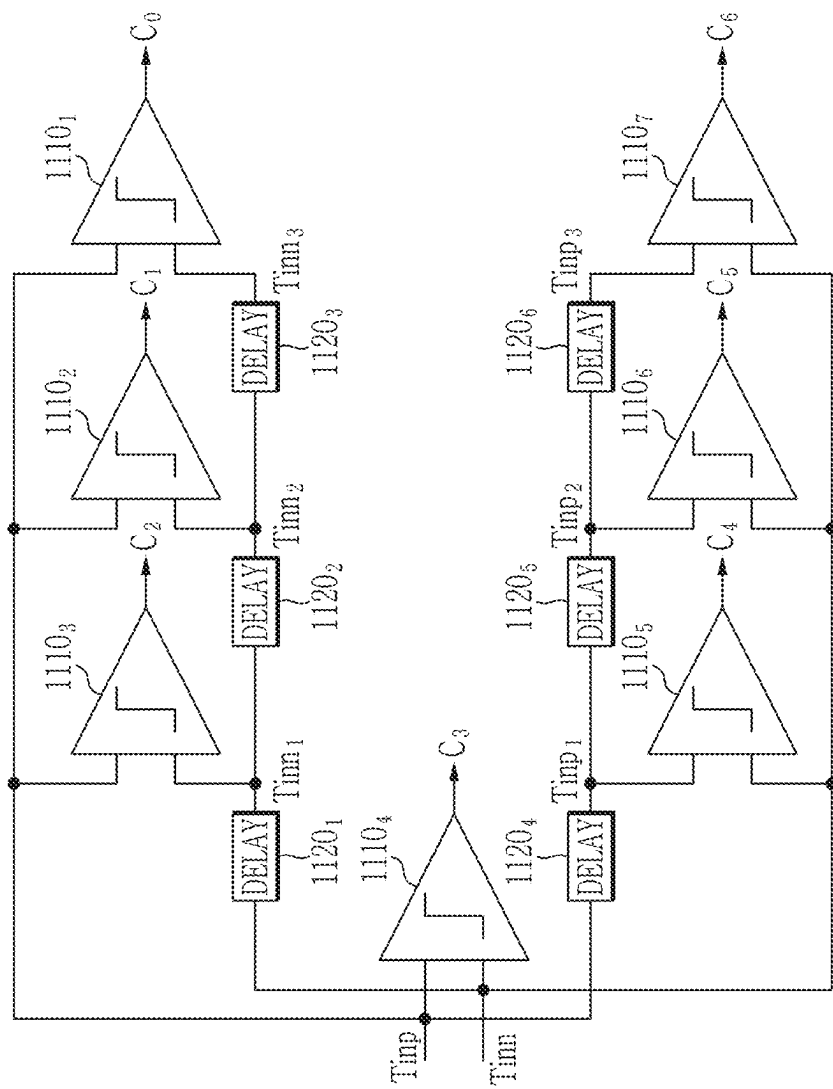 1110₁
C₀
1110₂
C₁
1110₃
C₂
Tinn₃
DELAY
1120₃
Tinn₂
DELAY
1120₂
Tinn₁
DELAY
1120₁
1110₄
C₃
Tinp
Tinn
Tinp₁
DELAY
1120₄
Tinp₂
DELAY
1120₅
Tinp₃
DELAY
1120₆
1110₅
C₄
1110₆
C₅
1110₇
C₆